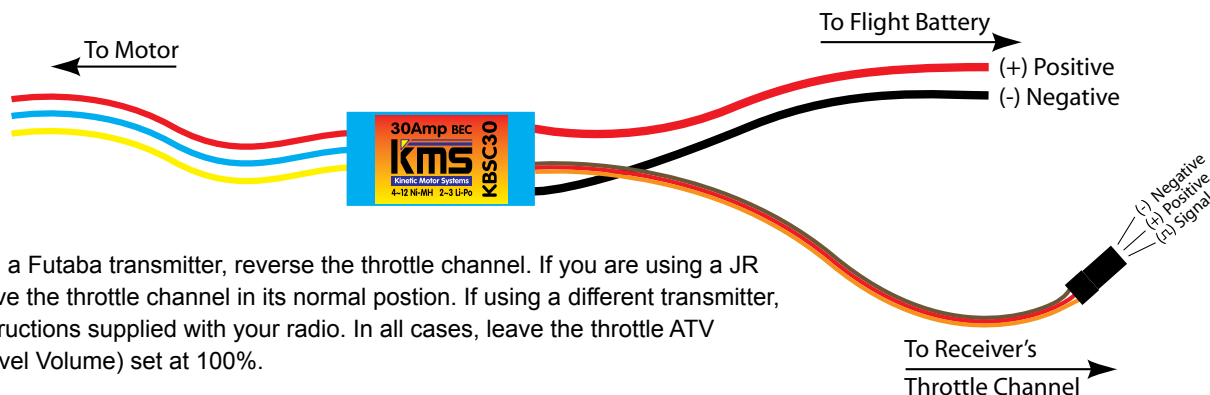 To Motor
To Flight Battery
(+) Positive
(-) Negative
30Amp BEC
KMS
Kinetic Motor Systems
4~12 Ni-MH 2~3 Li-Po
KBSC30
(-) Negative
(+) Positive
(⎍) Signal
a Futaba transmitter, reverse the throttle channel. If you are using a JR
ve the throttle channel in its normal postion. If using a different transmitter,
ructions supplied with your radio. In all cases, leave the throttle ATV
vel Volume) set at 100%.
To Receiver's
Throttle Channel